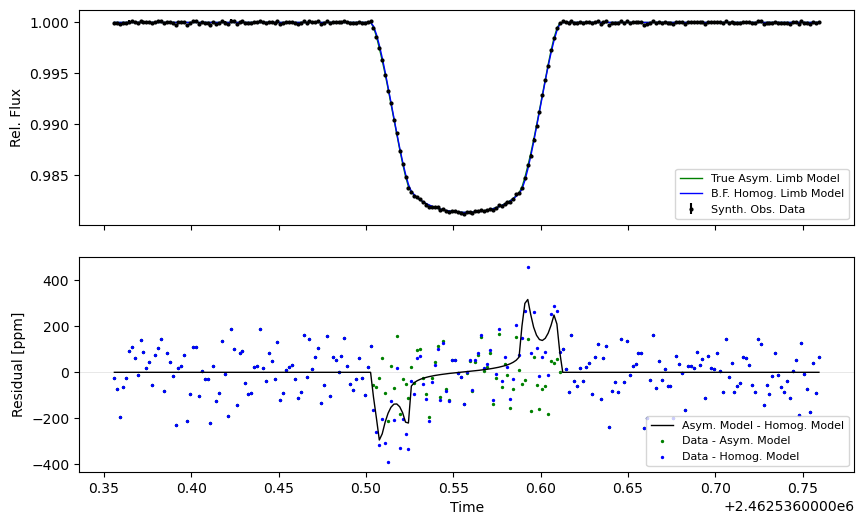 1.000
0.995
0.990
0.985
Rel. Flux
True Asym. Limb Model
B.F. Homog. Limb Model
Synth. Obs. Data
400
200
0
−200
−400
Residual [ppm]
Asym. Model - Homog. Model
Data - Asym. Model
Data - Homog. Model
0.35 0.40 0.45 0.50 0.55 0.60 0.65 0.70 0.75
Time
+2.4625360000e6